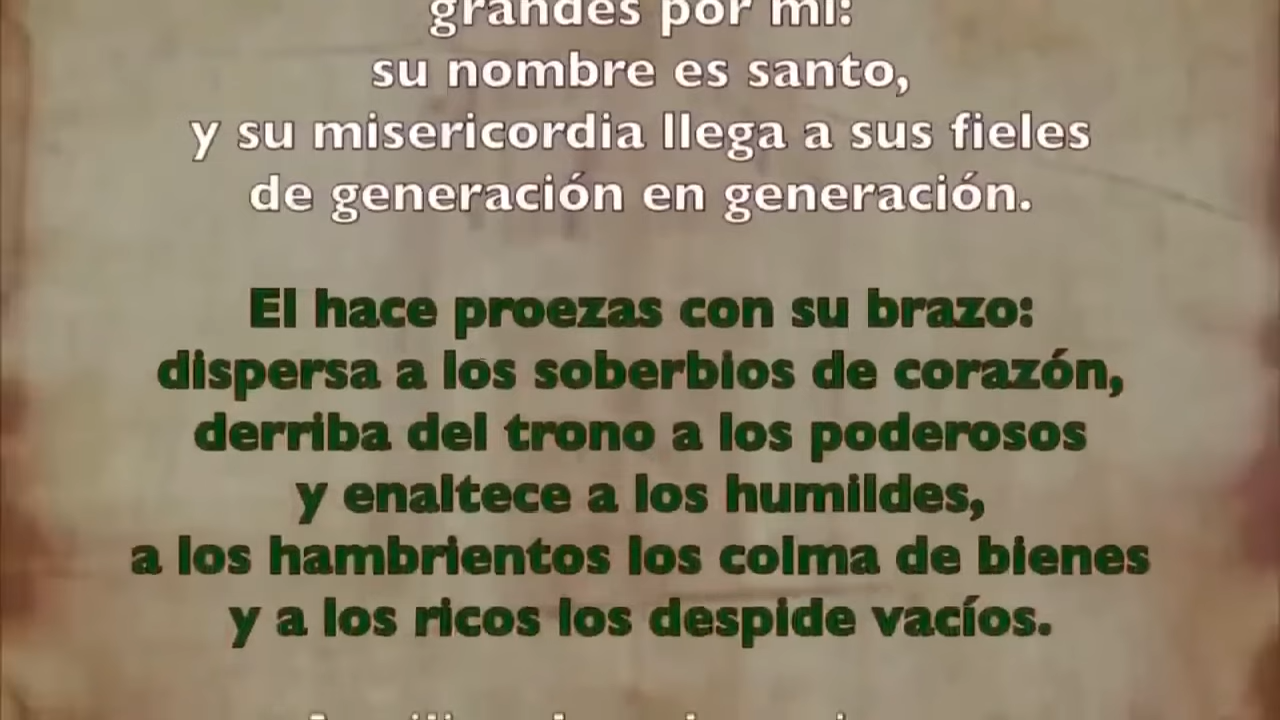 grandes por mí:
su nombre es santo,
y su misericordia llega a sus fieles
de generación en generación.
El hace proezas con su brazo:
dispersa a los soberbios de corazón,
derriba del trono a los poderosos
y enaltece a los humildes,
a los hambrientos los colma de bienes
y a los ricos los despide vacíos.